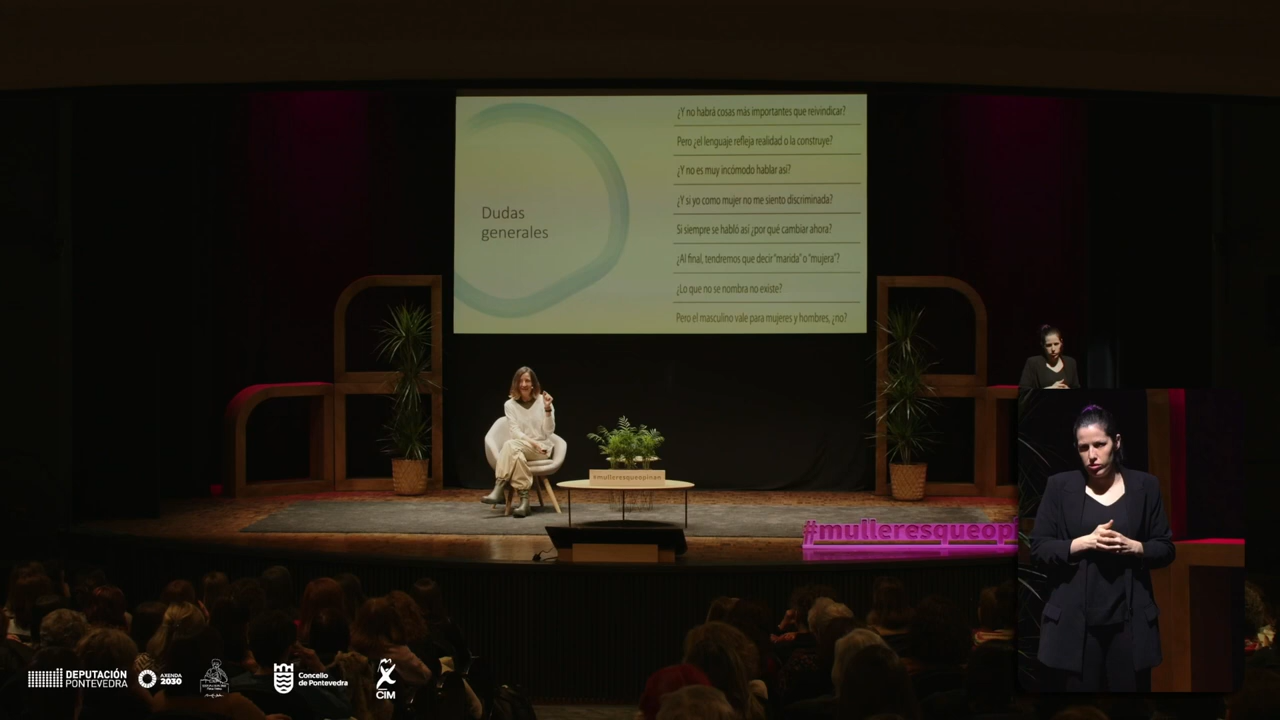 ¿Y no habrá cosas más importantes que reivindicar?
Pero ¿el lenguaje refleja realidad o la construye?
¿Y no es muy incómodo hablar así?
¿Y si yo como mujer no me siento discriminada?
Si siempre se habló así ¿por qué cambiar ahora?
¿Al final, tendremos que decir "marida" o "mujera"?
¿Lo que no se nombra no existe?
Pero el masculino vale para mujeres y hombres, ¿no?
Dudas
generales
#mulleresqueopinan
#mulleresqueopi
DEPUTACIÓN
PONTEVEDRA
AXENDA
2030
Concello
de Pontevedra
CIM